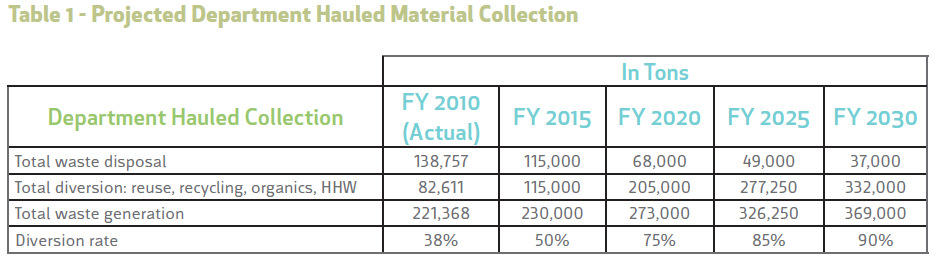 Table 1 - Projected Department Hauled Material Collection
In Tons
Department Hauled Collection FY 2010 (Actual) FY 2015 FY 2020 FY 2025 FY 2030
Total waste disposal 138,757 115,000 68,000 49,000 37,000
Total diversion: reuse, recycling, organics, HHW 82,611 115,000 205,000 277,250 332,000
Total waste generation 221,368 230,000 273,000 326,250 369,000
Diversion rate 38% 50% 75% 85% 90%